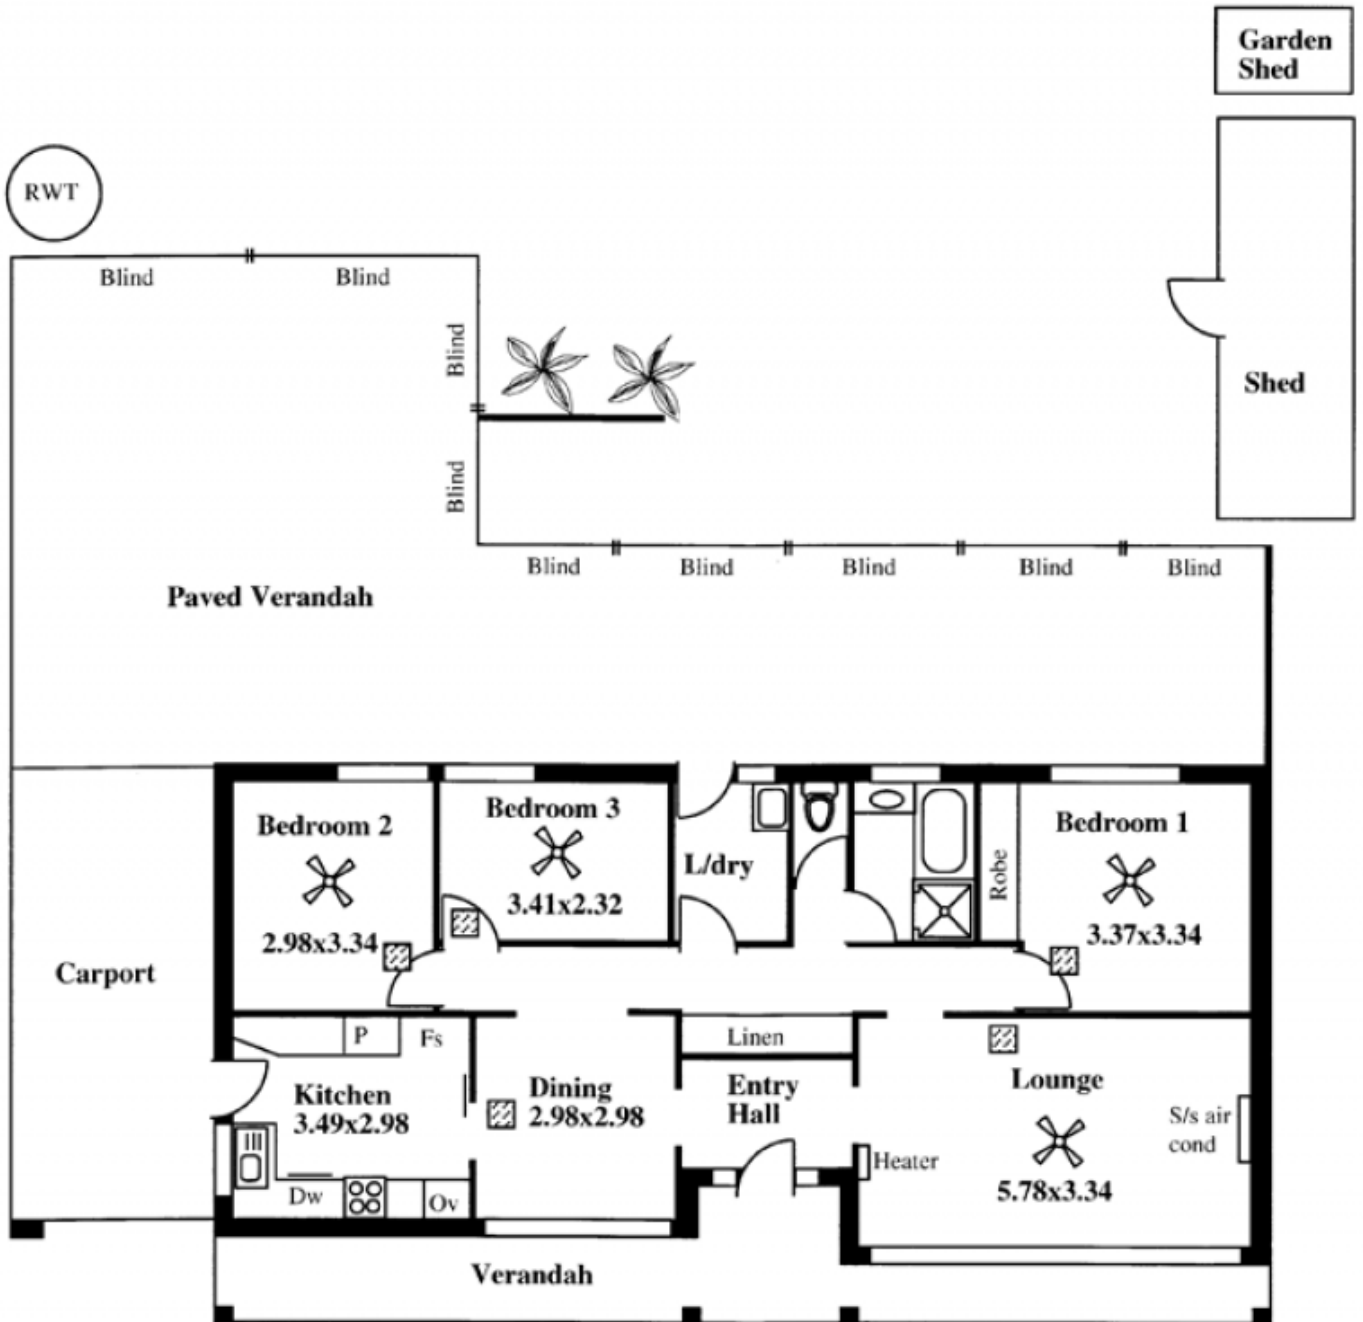 Garden
Shed
RWT
Blind
Blind
Blind
Shed
Blind
Blind
Blind
Blind
Blind
Blind
Paved Verandah
Bedroom 2
2.98x3.34
Bedroom 3
3.41x2.32
L/dry
Robe
Bedroom 1
3.37x3.34
Carport
P
Fs
Kitchen
3.49x2.98
Dw
Ov
Dining
2.98x2.98
Linen
Entry
Hall
Lounge
S/s air
cond
Heater
5.78x3.34
Verandah